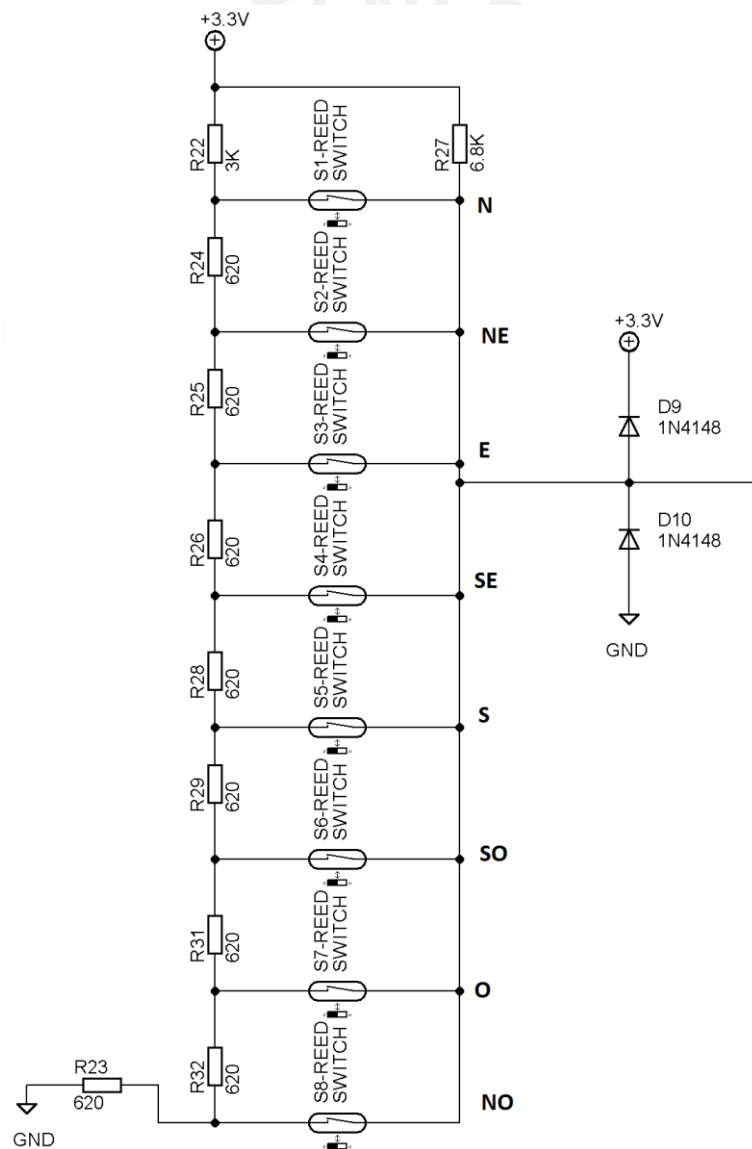 +3.3V
R22
3K
S1-REED
SWITCH
R27
6.8K
N
R24
620
S2-REED
SWITCH
NE
+3.3V
R25
620
S3-REED
SWITCH
D9
1N4148
E
R26
620
S4-REED
SWITCH
D10
1N4148
SE
GND
R28
620
S5-REED
SWITCH
S
R29
620
S6-REED
SWITCH
SO
R31
620
S7-REED
SWITCH
O
R23
620
GND
R32
620
S8-REED
SWITCH
NO